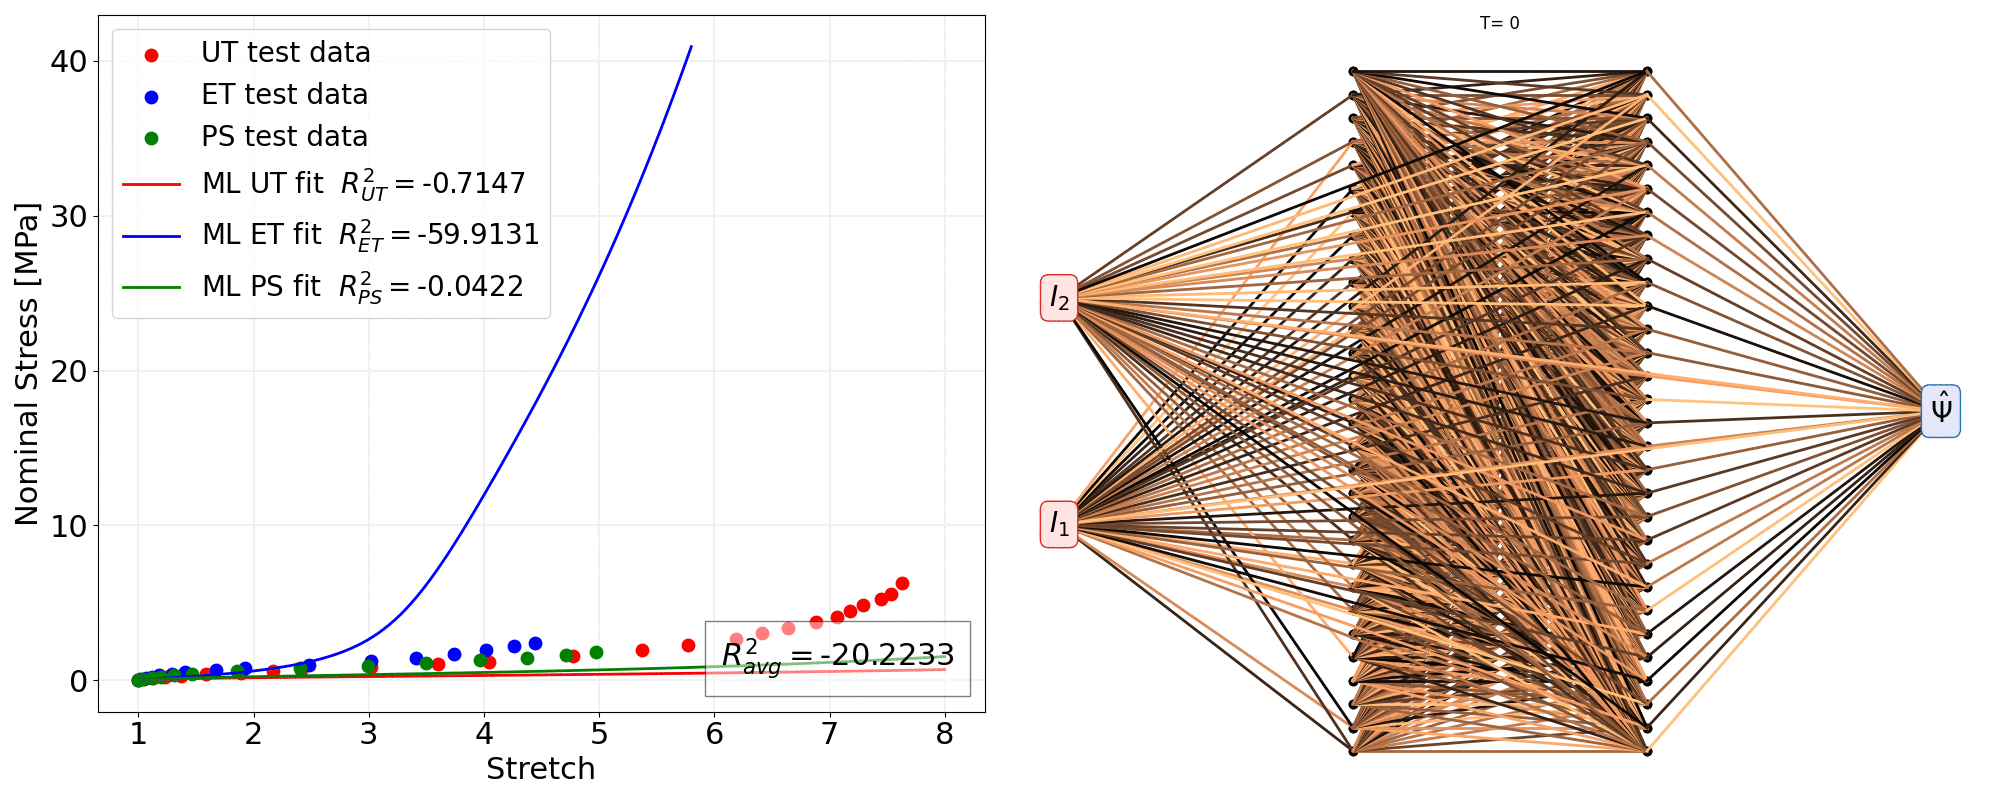 UT test data
ET test data
PS test data
ML UT fit R²_UT = -0.7147
ML ET fit R²_ET = -59.9131
ML PS fit R²_PS = -0.0422
Nominal Stress [MPa]
40
30
20
10
0
R²_avg = -20.2233
1 2 3 4 5 6 7 8
Stretch
T= 0
I₂
I₁
Ψ̂